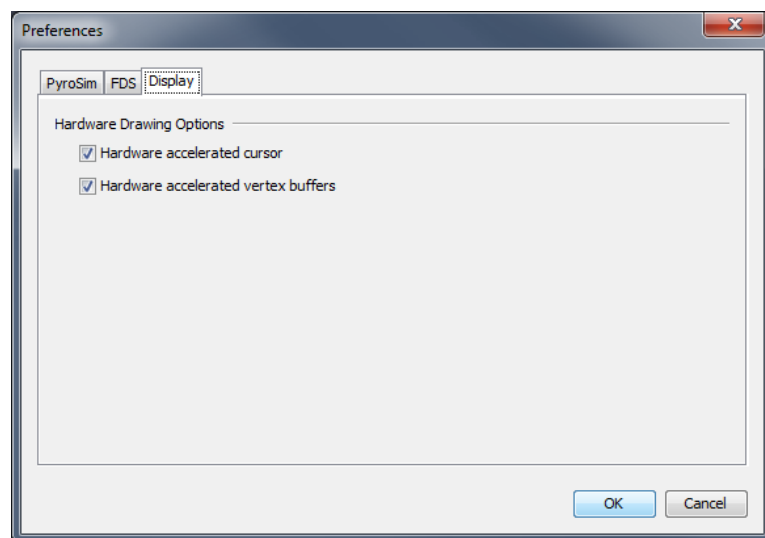 Preferences
PyroSim FDS Display
Hardware Drawing Options
Hardware accelerated cursor
Hardware accelerated vertex buffers
OK Cancel